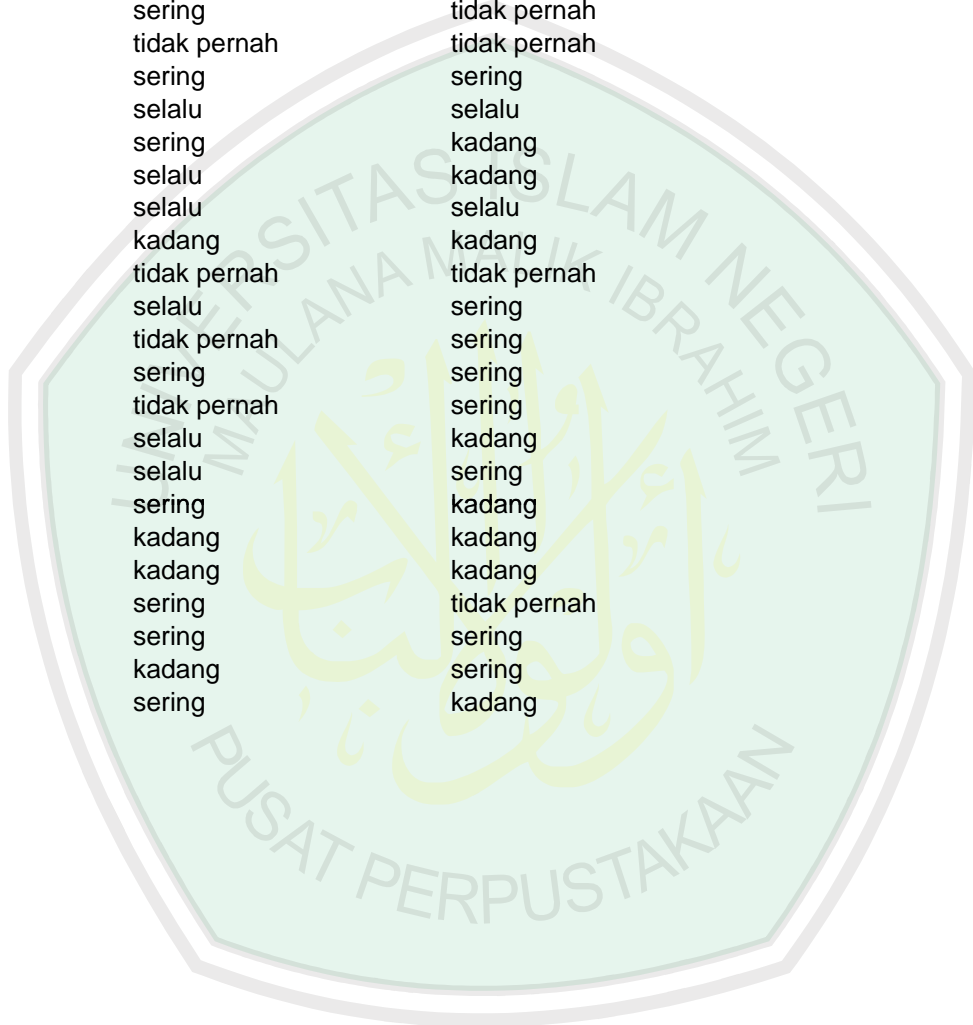 sering tidak pernah
tidak pernah tidak pernah
sering sering
selalu selalu
sering kadang
selalu kadang
selalu selalu
kadang kadang
tidak pernah tidak pernah
selalu sering
tidak pernah sering
sering sering
tidak pernah sering
selalu kadang
selalu sering
sering kadang
kadang kadang
kadang kadang
sering tidak pernah
sering sering
kadang sering
sering kadang
UNIVERSITAS ISLAM NEGERI
MAULANA MALIK IBRAHIM
PUSAT PERPUSTAKAAN